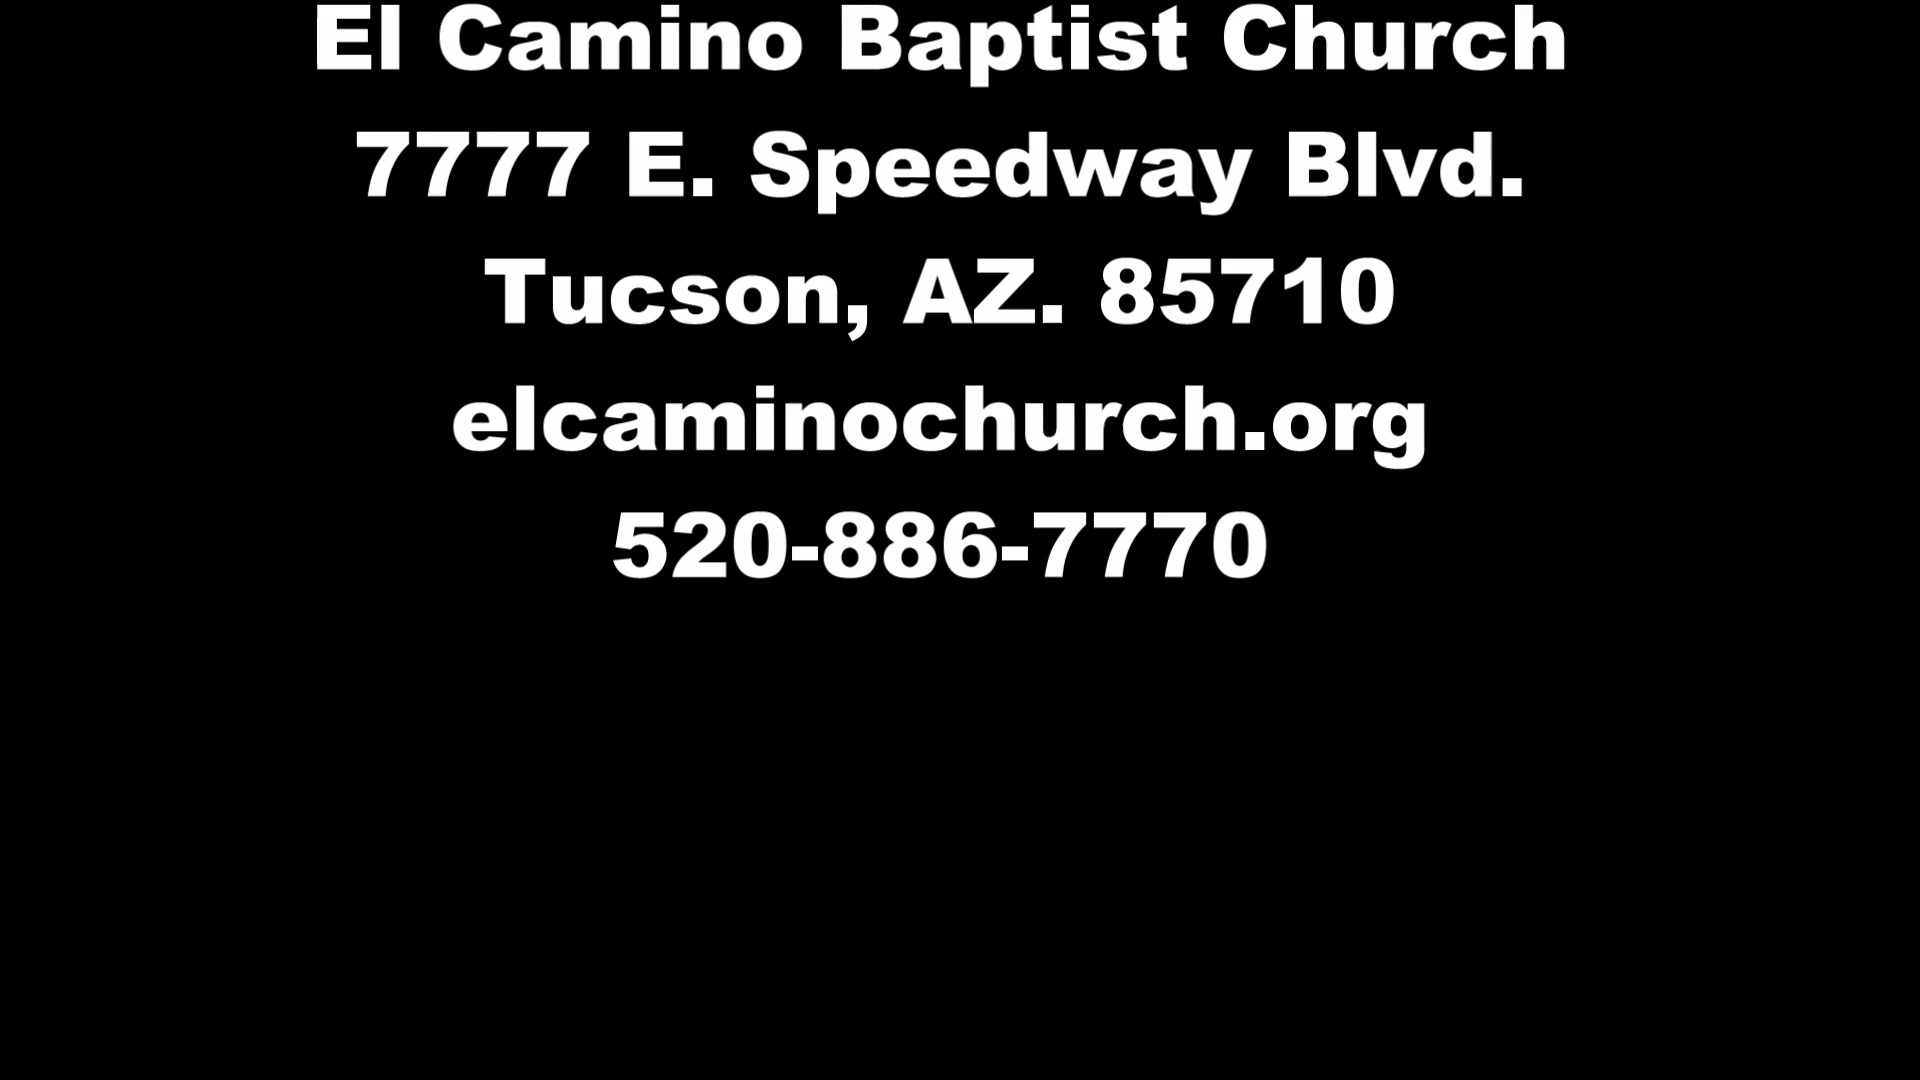 El Camino Baptist Church
7777 E. Speedway Blvd.
Tucson, AZ. 85710
elcaminochurch.org
520-886-7770